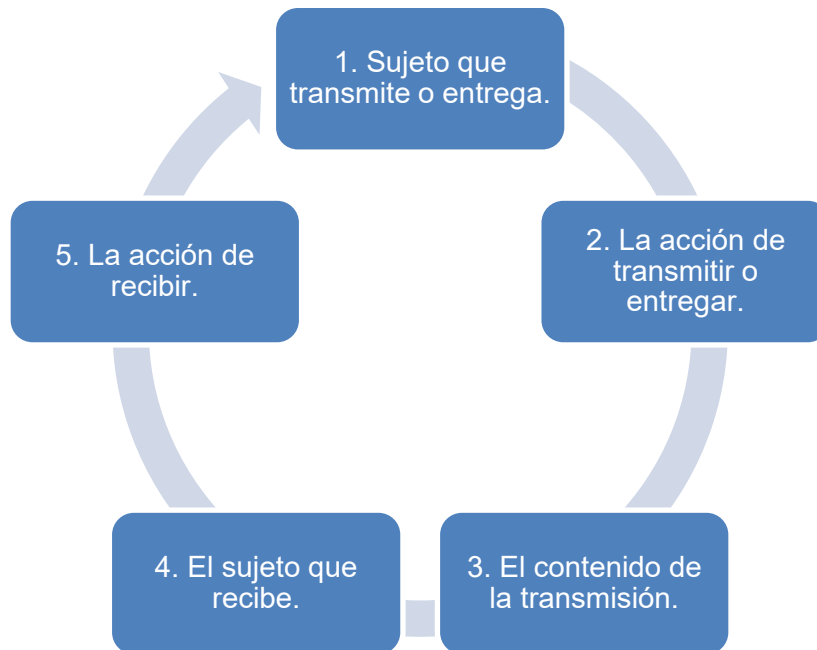 1. Sujeto que
transmite o entrega.
2. La acción de
transmitir o
entregar.
3. El contenido de
la transmisión.
4. El sujeto que
recibe.
5. La acción de
recibir.